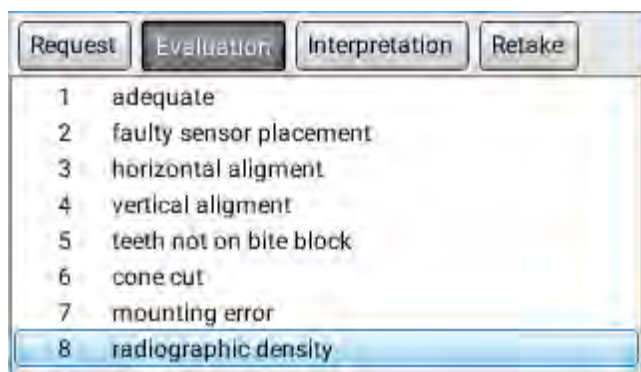 Request Evaluation Interpretation Retake
1 adequate
2 faulty sensor placement
3 horizontal aligment
4 vertical aligment
5 teeth not on bite block
6 cone cut
7 mounting error
8 radiographic density